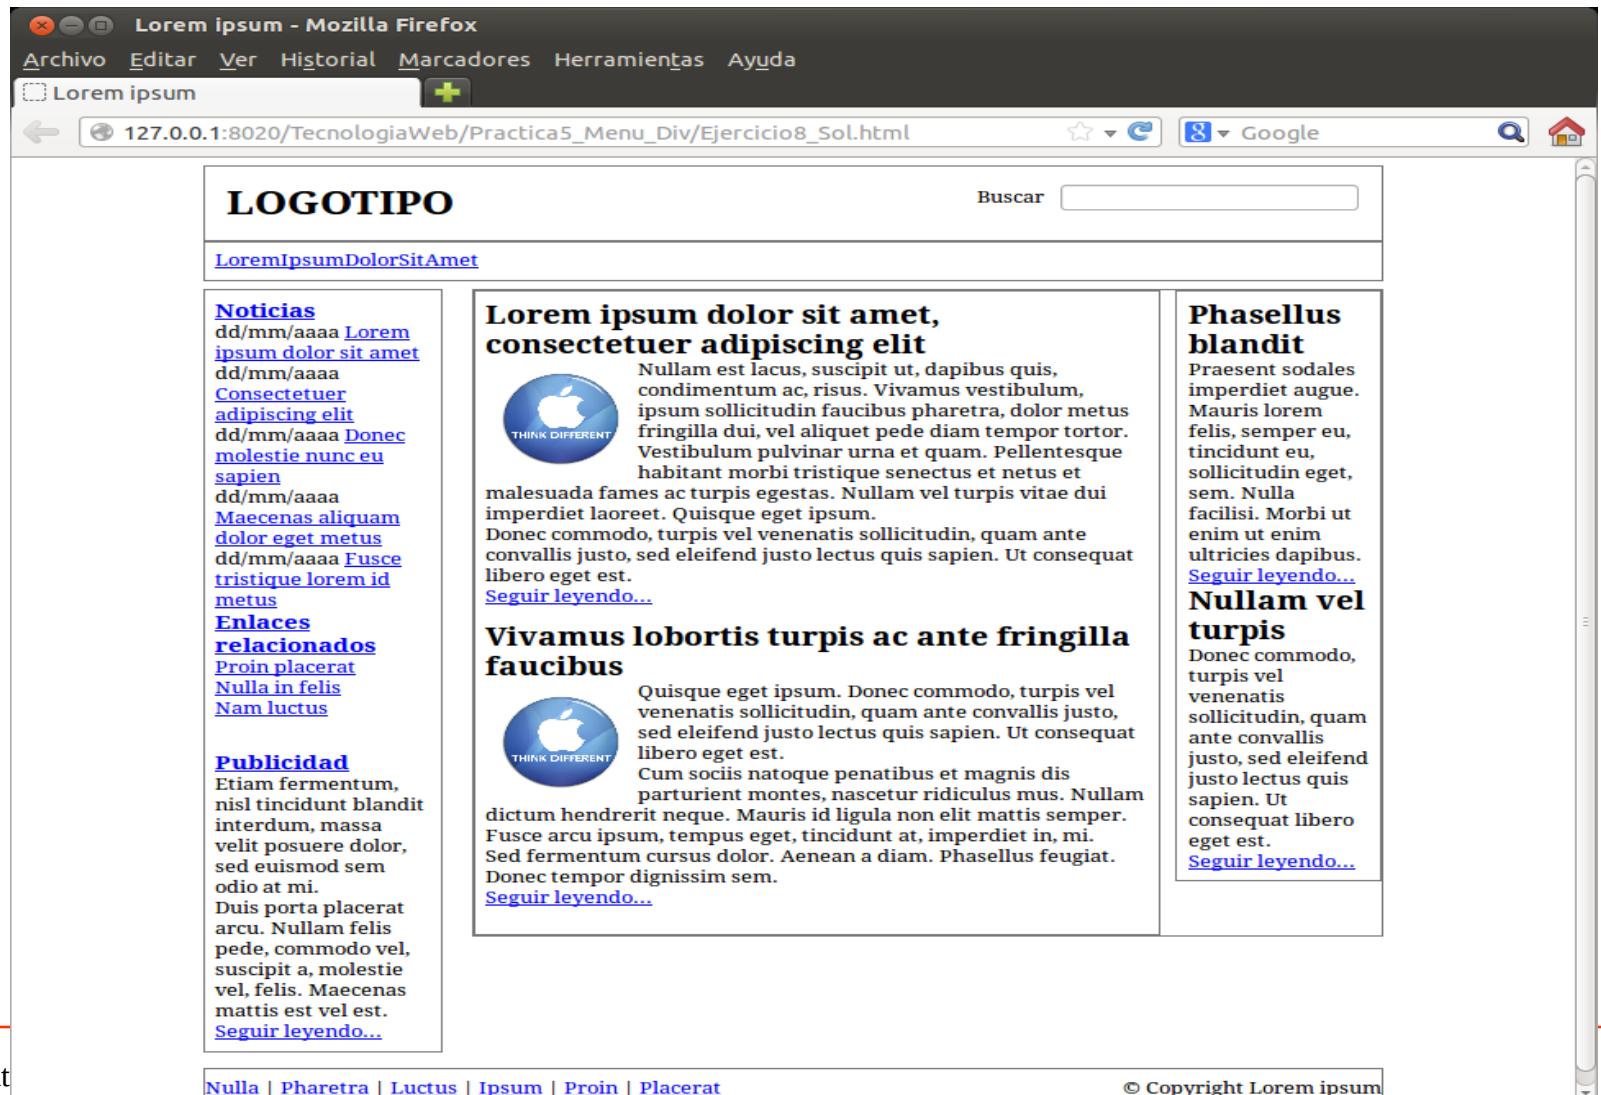 Lorem ipsum - Mozilla Firefox
Archivo Editar Ver Historial Marcadores Herramientas Ayuda
Lorem ipsum
127.0.0.1:8020/TecnologiaWeb/Practica5_Menu_Div/Ejercicio8_Sol.html
8 Google
LOGOTIPO
Buscar
LoremIpsumDolorSitAmet
Noticias
dd/mm/aaaa Lorem
ipsum dolor sit amet
dd/mm/aaaa
Consectetuer
adipiscing elit
dd/mm/aaaa Donec
molestie nunc eu
sapien
dd/mm/aaaa
Maecenas aliquam
dolor eget metus
dd/mm/aaaa Fusce
tristique lorem id
metus
Enlaces
relacionados
Proin placerat
Nulla in felis
Nam luctus
Publicidad
Etiam fermentum,
nisl tincidunt blandit
interdum, massa
velit posuere dolor,
sed euismod sem
odio at mi.
Duis porta placerat
arcu. Nullam felis
pede, commodo vel,
suscipit a, molestie
vel, felis. Maecenas
mattis est vel est.
Seguir leyendo...
Lorem ipsum dolor sit amet,
consectetuer adipiscing elit
THINK DIFFERENT
Nullam est lacus, suscipit ut, dapibus quis,
condimentum ac, risus. Vivamus vestibulum,
ipsum sollicitudin faucibus pharetra, dolor metus
fringilla dui, vel aliquet pede diam tempor tortor.
Vestibulum pulvinar urna et quam. Pellentesque
habitant morbi tristique senectus et netus et
malesuada fames ac turpis egestas. Nullam vel turpis vitae dui
imperdiet laoreet. Quisque eget ipsum.
Donec commodo, turpis vel venenatis sollicitudin, quam ante
convallis justo, sed eleifend justo lectus quis sapien. Ut consequat
libero eget est.
Seguir leyendo...
Vivamus lobortis turpis ac ante fringilla
faucibus
THINK DIFFERENT
Quisque eget ipsum. Donec commodo, turpis vel
venenatis sollicitudin, quam ante convallis justo,
sed eleifend justo lectus quis sapien. Ut consequat
libero eget est.
Cum sociis natoque penatibus et magnis dis
parturient montes, nascetur ridiculus mus. Nullam
dictum hendrerit neque. Mauris id ligula non elit mattis semper.
Fusce arcu ipsum, tempus eget, tincidunt at, imperdiet in, mi.
Sed fermentum cursus dolor. Aenean a diam. Phasellus feugiat.
Donec tempor dignissim sem.
Seguir leyendo...
Phasellus
blandit
Praesent sodales
imperdiet augue.
Mauris lorem
felis, semper eu,
tincidunt eu,
sollicitudin eget,
sem. Nulla
facilisi. Morbi ut
enim ut enim
ultricies dapibus.
Seguir leyendo...
Nullam vel
turpis
Donec commodo,
turpis vel
venenatis
sollicitudin, quam
ante convallis
justo, sed eleifend
justo lectus quis
sapien. Ut
consequat libero
eget est.
Seguir leyendo...
t
Nulla | Pharetra | Luctus | Ipsum | Proin | Placerat
© Copyright Lorem ipsum